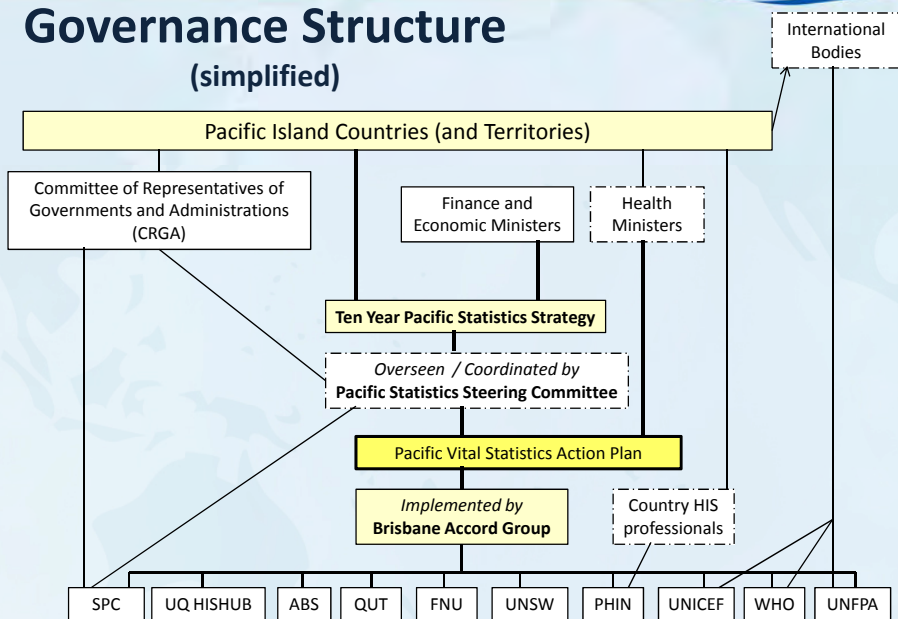 Governance Structure
(simplified)
International
Bodies
Pacific Island Countries (and Territories)
Committee of Representatives of
Governments and Administrations
(CRGA)
Finance and
Economic Ministers
Health
Ministers
Ten Year Pacific Statistics Strategy
Overseen / Coordinated by
Pacific Statistics Steering Committee
Pacific Vital Statistics Action Plan
Implemented by
Brisbane Accord Group
Country HIS
professionals
SPC
UQ HISHUB
ABS
QUT
FNU
UNSW
PHIN
UNICEF
WHO
UNFPA